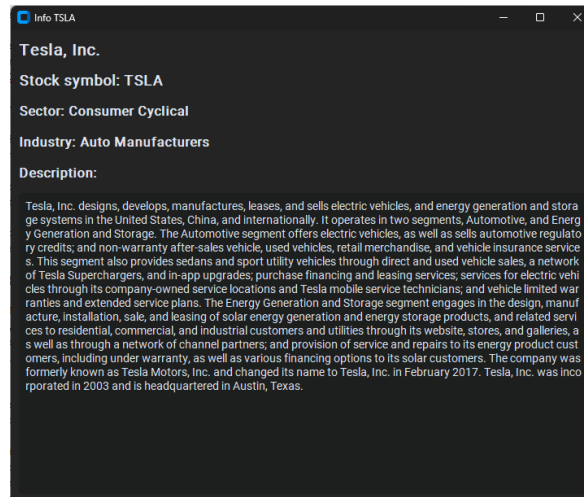 Info TSLA
Tesla, Inc.
Stock symbol: TSLA
Sector: Consumer Cyclical
Industry: Auto Manufacturers
Description:
Tesla, Inc. designs, develops, manufactures, leases, and sells electric vehicles, and energy generation and stora
ge systems in the United States, China, and internationally. It operates in two segments, Automotive, and Energ
y Generation and Storage. The Automotive segment offers electric vehicles, as well as sells automotive regulato
ry credits; and non-warranty after-sales vehicle, used vehicles, retail merchandise, and vehicle insurance service
s. This segment also provides sedans and sport utility vehicles through direct and used vehicle sales, a network
of Tesla Superchargers, and in-app upgrades; purchase financing and leasing services; services for electric vehi
cles through its company-owned service locations and Tesla mobile service technicians; and vehicle limited war
ranties and extended service plans. The Energy Generation and Storage segment engages in the design, manuf
acture, installation, sale, and leasing of solar energy generation and energy storage products, and related servi
ces to residential, commercial, and industrial customers and utilities through its website, stores, and galleries, a
s well as through a network of channel partners; and provision of service and repairs to its energy product cust
omers, including under warranty, as well as various financing options to its solar customers. The company was
formerly known as Tesla Motors, Inc. and changed its name to Tesla, Inc. in February 2017. Tesla, Inc. was inco
rporated in 2003 and is headquartered in Austin, Texas.